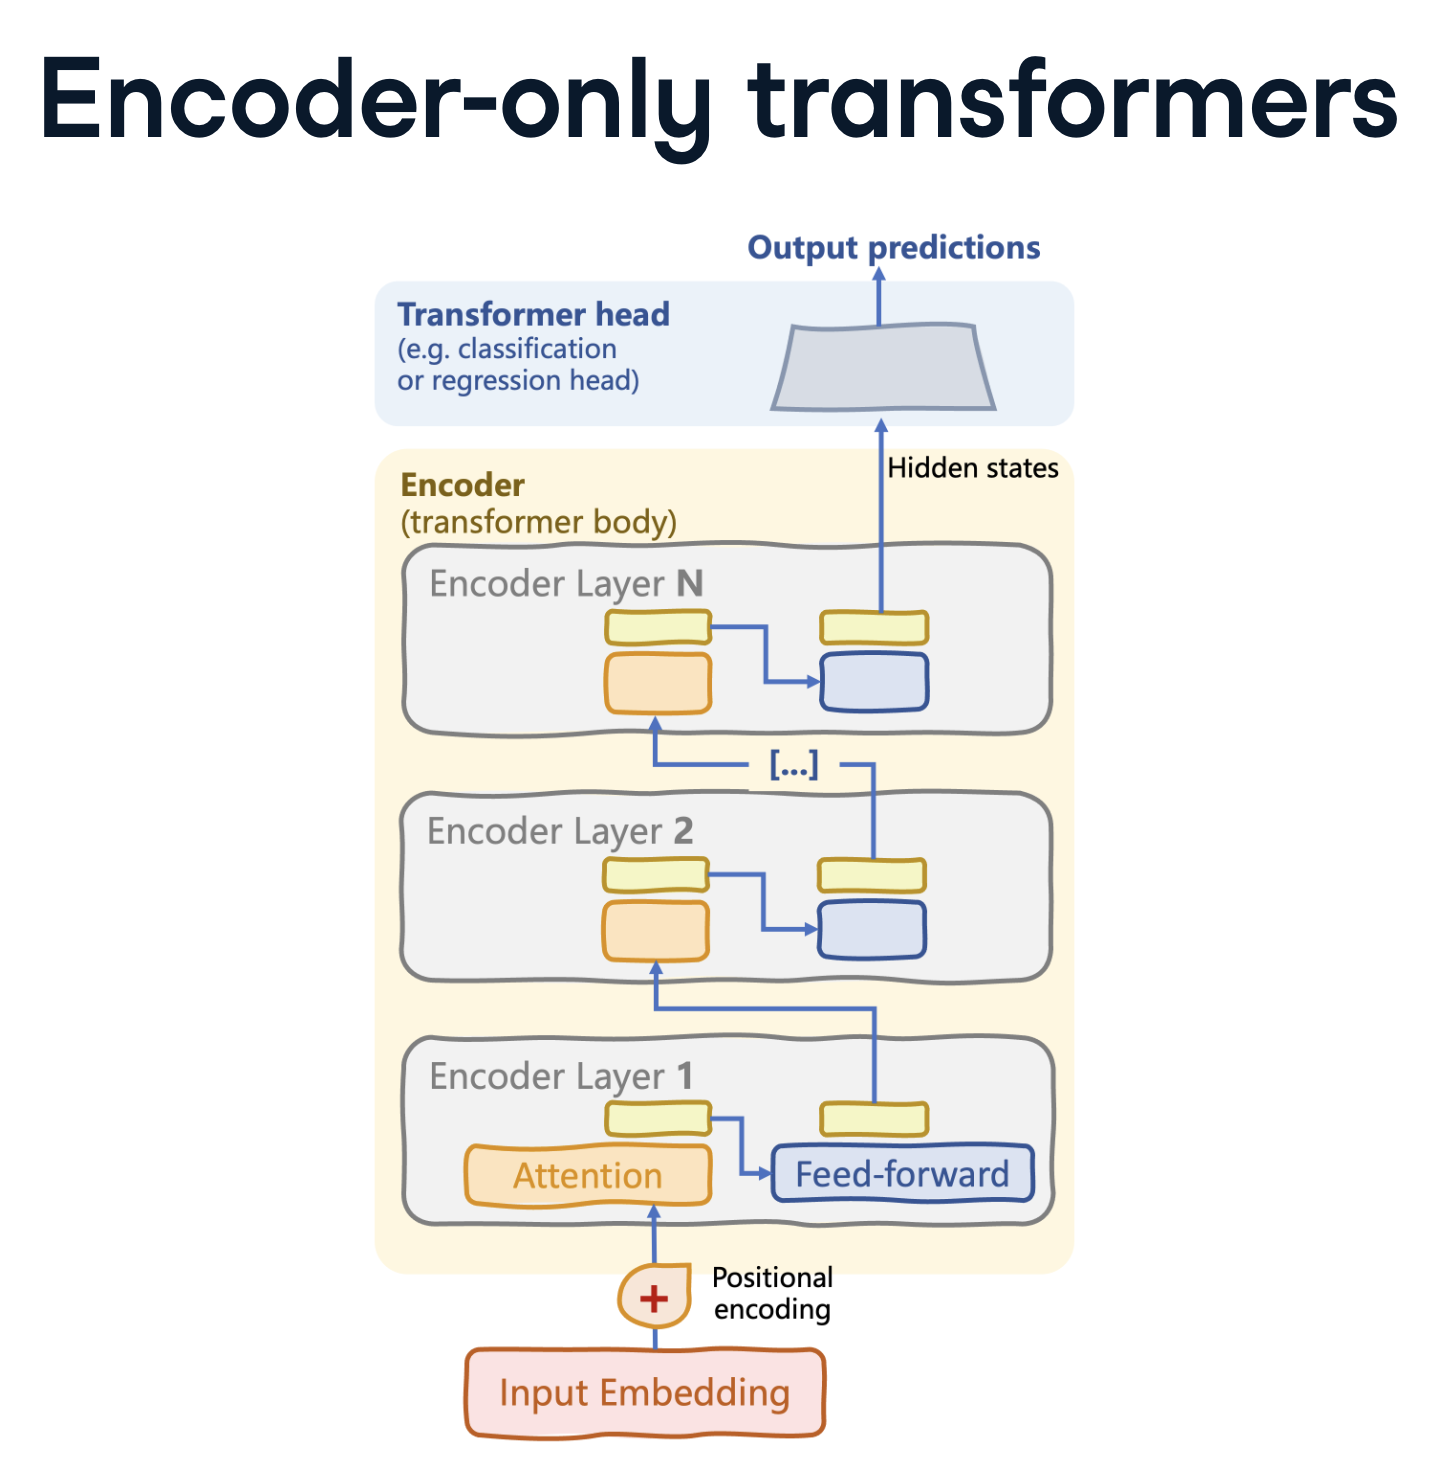 Encoder-only transformers
Output predictions
Transformer head
(e.g. classification
or regression head)
Hidden states
Encoder
(transformer body)
Encoder Layer N
[...]
Encoder Layer 2
Encoder Layer 1
Attention
Feed-forward
+
Positional
encoding
Input Embedding